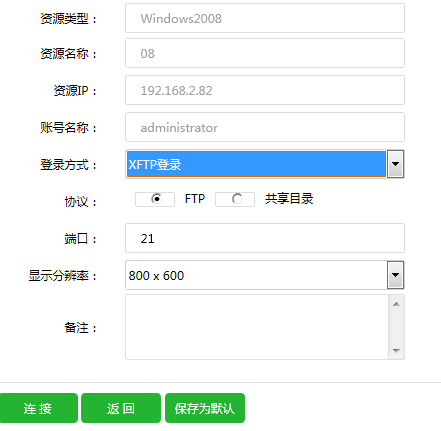 资源类型： Windows2008
资源名称： 08
资源IP： 192.168.2.82
账号名称： administrator
登录方式： XFTP登录
协议： FTP 共享目录
端口： 21
显示分辨率： 800 x 600
备注：
连 接 返 回 保存为默认